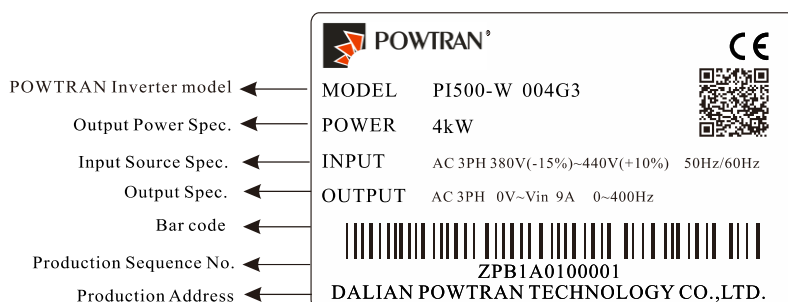 POWTRAN®
CE
POWTRAN Inverter model
MODEL PI500-W 004G3
Output Power Spec.
POWER 4kW
Input Source Spec.
INPUT AC 3PH 380V(-15%)~440V(+10%) 50Hz/60Hz
Output Spec.
OUTPUT AC 3PH 0V~Vin 9A 0~400Hz
Bar code
Production Sequence No.
ZPB1A0100001
Production Address
DALIAN POWTRAN TECHNOLOGY CO.,LTD.